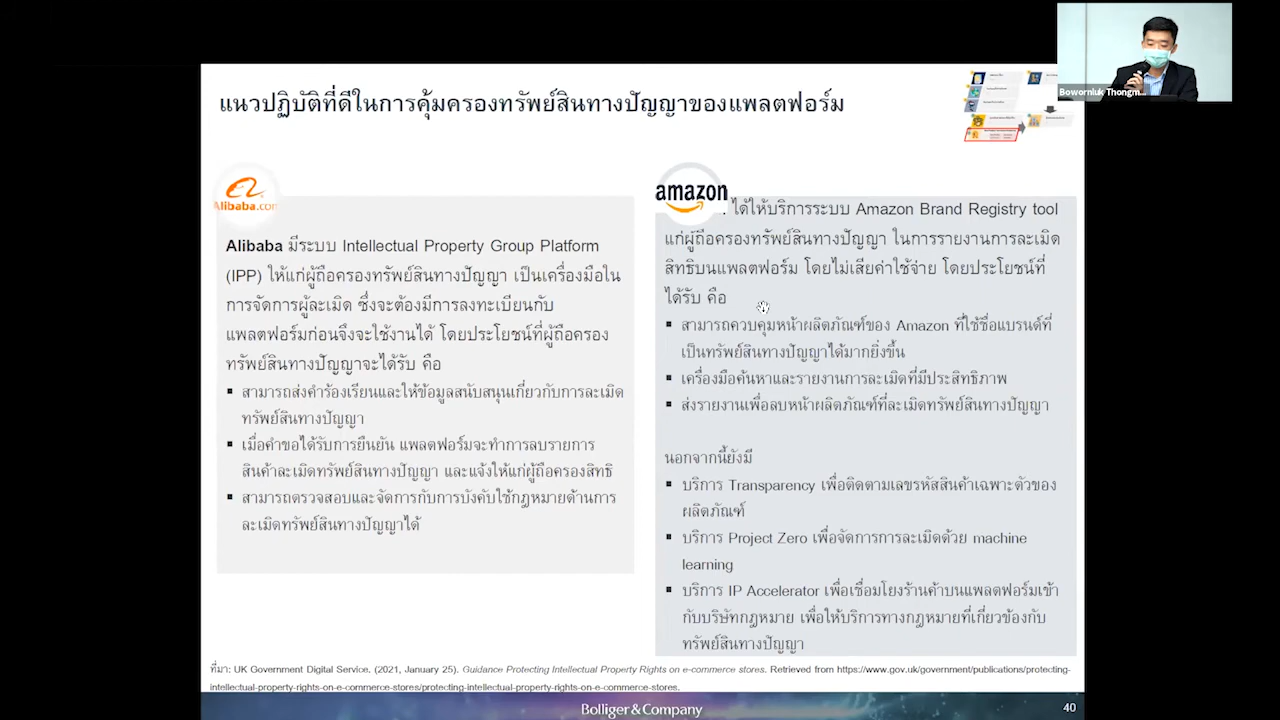 Boworniuk Thongm...
แนวปฏิบัติที่ดีในการคุ้มครองทรัพย์สินทางปัญญาของแพลตฟอร์ม
Alibaba.com
Alibaba มีระบบ Intellectual Property Group Platform
(IPP) ให้แก่ผู้ถือครองทรัพย์สินทางปัญญา เป็นเครื่องมือใน
การจัดการผู้ละเมิด ซึ่งจะต้องมีการลงทะเบียนกับ
แพลตฟอร์มก่อนจึงจะใช้งานได้ โดยประโยชน์ที่ผู้ถือครอง
ทรัพย์สินทางปัญญาจะได้รับ คือ
▪ สามารถส่งคำร้องเรียนและให้ข้อมูลสนับสนุนเกี่ยวกับการละเมิด
ทรัพย์สินทางปัญญา
▪ เมื่อคำขอได้รับการยืนยัน แพลตฟอร์มจะทำการลบรายการ
สินค้าละเมิดทรัพย์สินทางปัญญา และแจ้งให้แก่ผู้ถือครองสิทธิ
▪ สามารถตรวจสอบและจัดการกับการบังคับใช้กฎหมายด้านการ
ละเมิดทรัพย์สินทางปัญญาได้
amazon
ได้ให้บริการระบบ Amazon Brand Registry tool
แก่ผู้ถือครองทรัพย์สินทางปัญญา ในการรายงานการละเมิด
สิทธิบนแพลตฟอร์ม โดยไม่เสียค่าใช้จ่าย โดยประโยชน์ที่
ได้รับ คือ
▪ สามารถควบคุมหน้าผลิตภัณฑ์ของ Amazon ที่ใช้ชื่อแบรนด์ที่
เป็นทรัพย์สินทางปัญญาได้มากยิ่งขึ้น
▪ เครื่องมือค้นหาและรายงานการละเมิดที่มีประสิทธิภาพ
▪ ส่งรายงานเพื่อลบหน้าผลิตภัณฑ์ที่ละเมิดทรัพย์สินทางปัญญา
นอกจากนี้ยังมี
▪ บริการ Transparency เพื่อติดตามเลขรหัสสินค้าเฉพาะตัวของ
ผลิตภัณฑ์
▪ บริการ Project Zero เพื่อจัดการการละเมิดด้วย machine
learning
▪ บริการ IP Accelerator เพื่อเชื่อมโยงร้านค้าบนแพลตฟอร์มเข้า
กับบริษัทกฎหมาย เพื่อให้บริการทางกฎหมายที่เกี่ยวข้องกับ
ทรัพย์สินทางปัญญา
ที่มา: UK Government Digital Service. (2021, January 25). Guidance Protecting Intellectual Property Rights on e-commerce stores. Retrieved from https://www.gov.uk/government/publications/protecting-
intellectual-property-rights-on-e-commerce-stores/protecting-intellectual-property-rights-on-e-commerce-stores.
Bolliger & Company
40